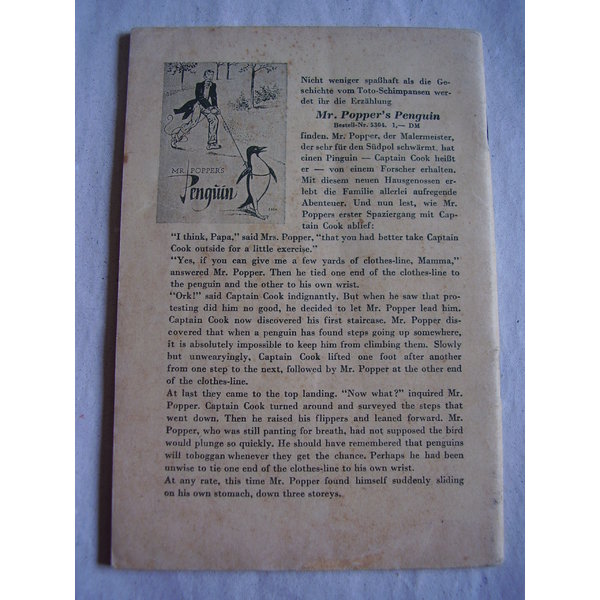 MR. POPPERS
Penguin
Nicht weniger spaßhaft als die Ge-
schichte vom Toto-Schimpansen wer-
det ihr die Erzählung
Mr. Popper's Penguin
Bestell-Nr. 5304. 1,— DM
finden. Mr. Popper, der Malermeister,
der sehr für den Südpol schwärmt, hat
einen Pinguin — Captain Cook heißt
er — von einem Forscher erhalten.
Mit diesem neuen Hausgenossen er-
lebt die Familie allerlei aufregende
Abenteuer. Und nun lest, wie Mr.
Poppers erster Spaziergang mit Cap-
tain Cook ablief:
"I think, Papa," said Mrs. Popper, "that you had better take Captain
Cook outside for a little exercise."
"Yes, if you can give me a few yards of clothes-line, Mamma,"
answered Mr. Popper. Then he tied one end of the clothes-line to
the penguin and the other to his own wrist.
"Ork!" said Captain Cook indignantly. But when he saw that pro-
testing did him no good, he decided to let Mr. Popper lead him.
Captain Cook now discovered his first staircase. Mr. Popper dis-
covered that when a penguin has found steps going up somewhere,
it is absolutely impossible to keep him from climbing them. Slowly
but unwearyingly, Captain Cook lifted one foot after another
from one step to the next, followed by Mr. Popper at the other end
of the clothes-line.
At last they came to the top landing. "Now what?" inquired Mr.
Popper. Captain Cook turned around and surveyed the steps that
went down. Then he raised his flippers and leaned forward. Mr.
Popper, who was still panting for breath, had not supposed the bird
would plunge so quickly. He should have remembered that penguins
will toboggan whenever they get the chance. Perhaps he had been
unwise to tie one end of the clothes-line to his own wrist.
At any rate, this time Mr. Popper found himself suddenly sliding
on his own stomach, down three storeys.